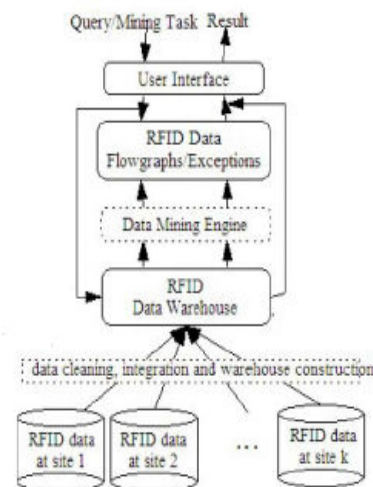 Query/Mining Task Result
User Interface
RFID Data
Flowgraphs/Exceptions
Data Mining Engine
RFID
Data Warehouse
data cleaning, integration and warehouse construction
RFID data
at site 1
RFID data
at site 2
...
RFID data
at site k